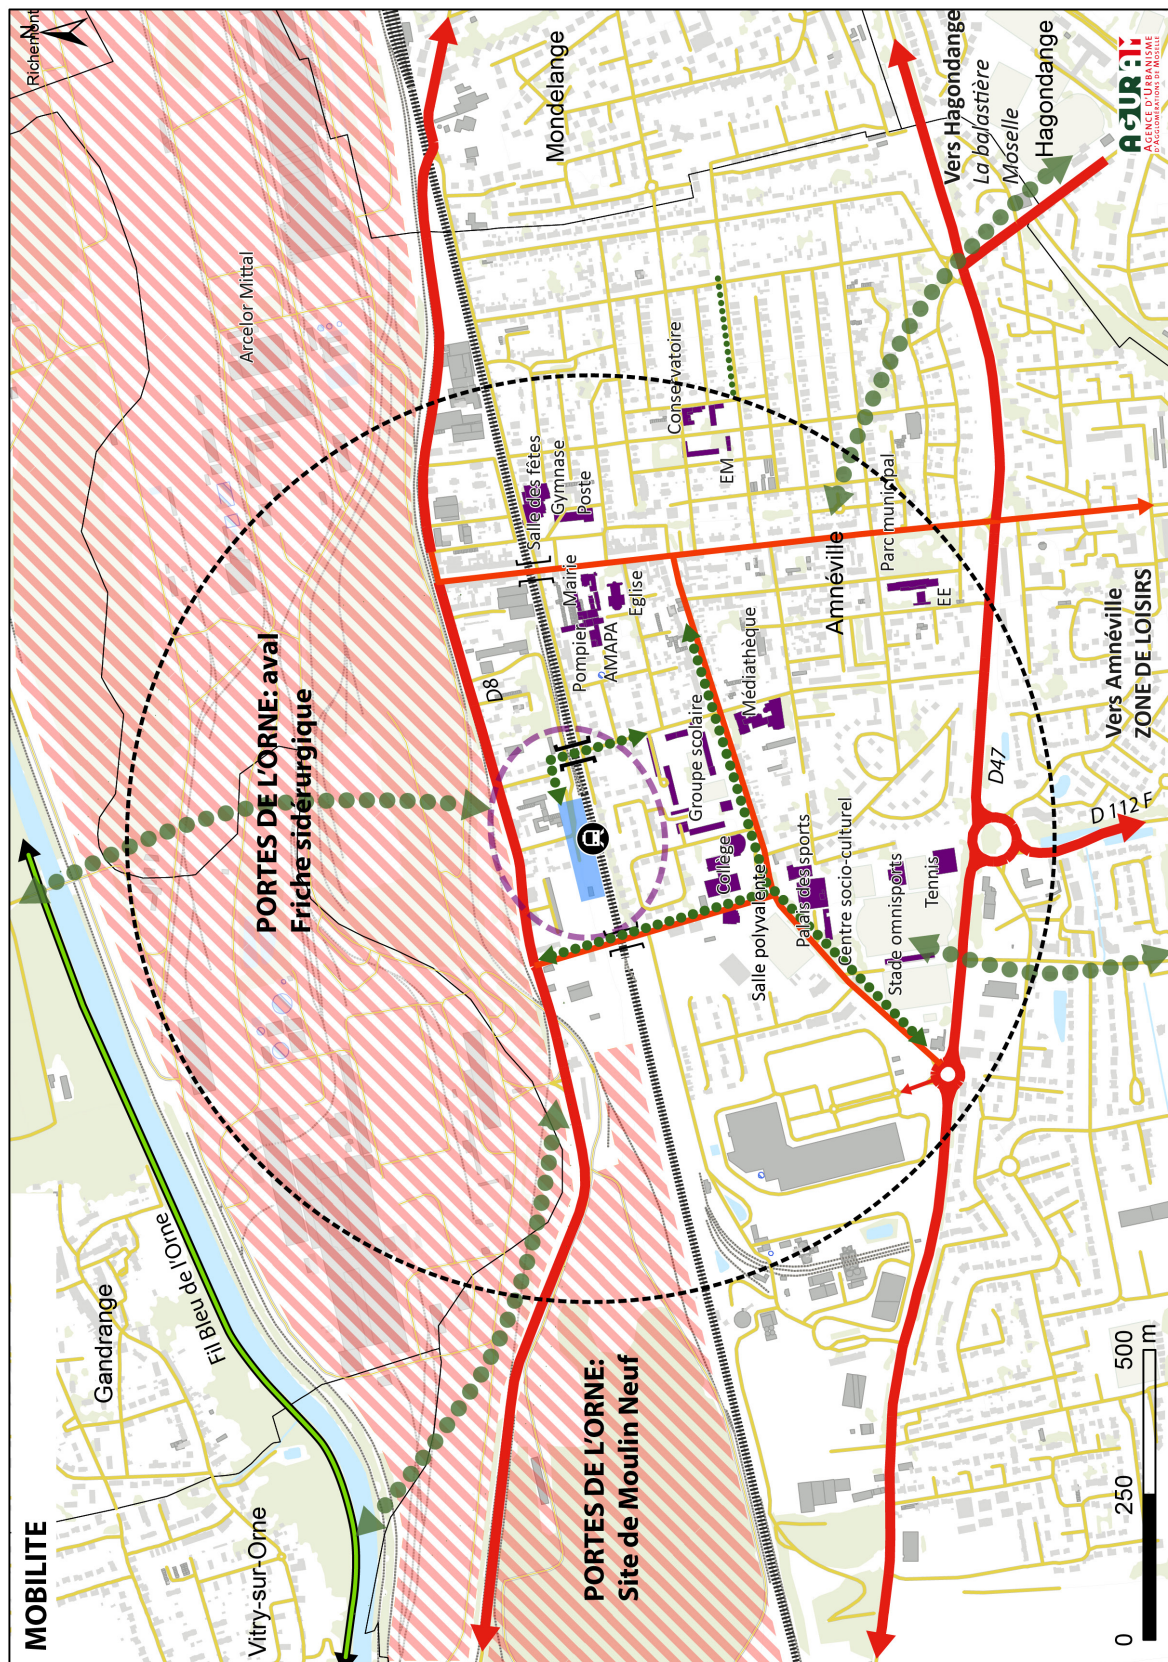 MOBILITE
Vitry-sur-Orne
Gandrange
Fil Bleu de l'Orne
Richemont
N
Arcelor Mittal
PORTES DE L'ORNE: aval
Friche sidérurgique
PORTES DE L'ORNE:
Site de Moulin Neuf
D8
Mondelange
Salle des fêtes
Gymnase
Poste
Conservatoire
EM
Pompier
Mairie
AMAPA
Eglise
Groupe scolaire
Médiathèque
Collège
Salle polyvalente
Palais des sports
Centre socio-culturel
Stade omnisports
Tennis
Amnéville
Parc municipal
EE
D47
D 112 F
Vers Amnéville
ZONE DE LOISIRS
Vers Hagondange
La balastière
Moselle
Hagondange
0 250 500
m
AGURAM
AGENCE D'URBANISME
D'AGGLOMÉRATIONS DE MOSELLE